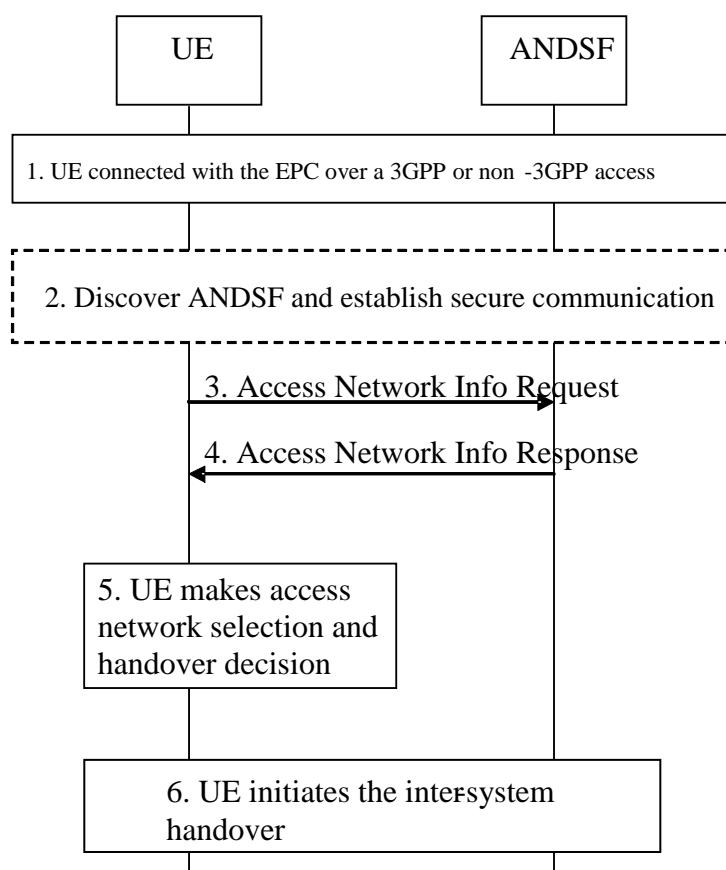 UE
ANDSF
1. UE connected with the EPC over a 3GPP or non -3GPP access
2. Discover ANDSF and establish secure communication
3. Access Network Info Request
4. Access Network Info Response
5. UE makes access
network selection and
handover decision
6. UE initiates the inter-system
handover